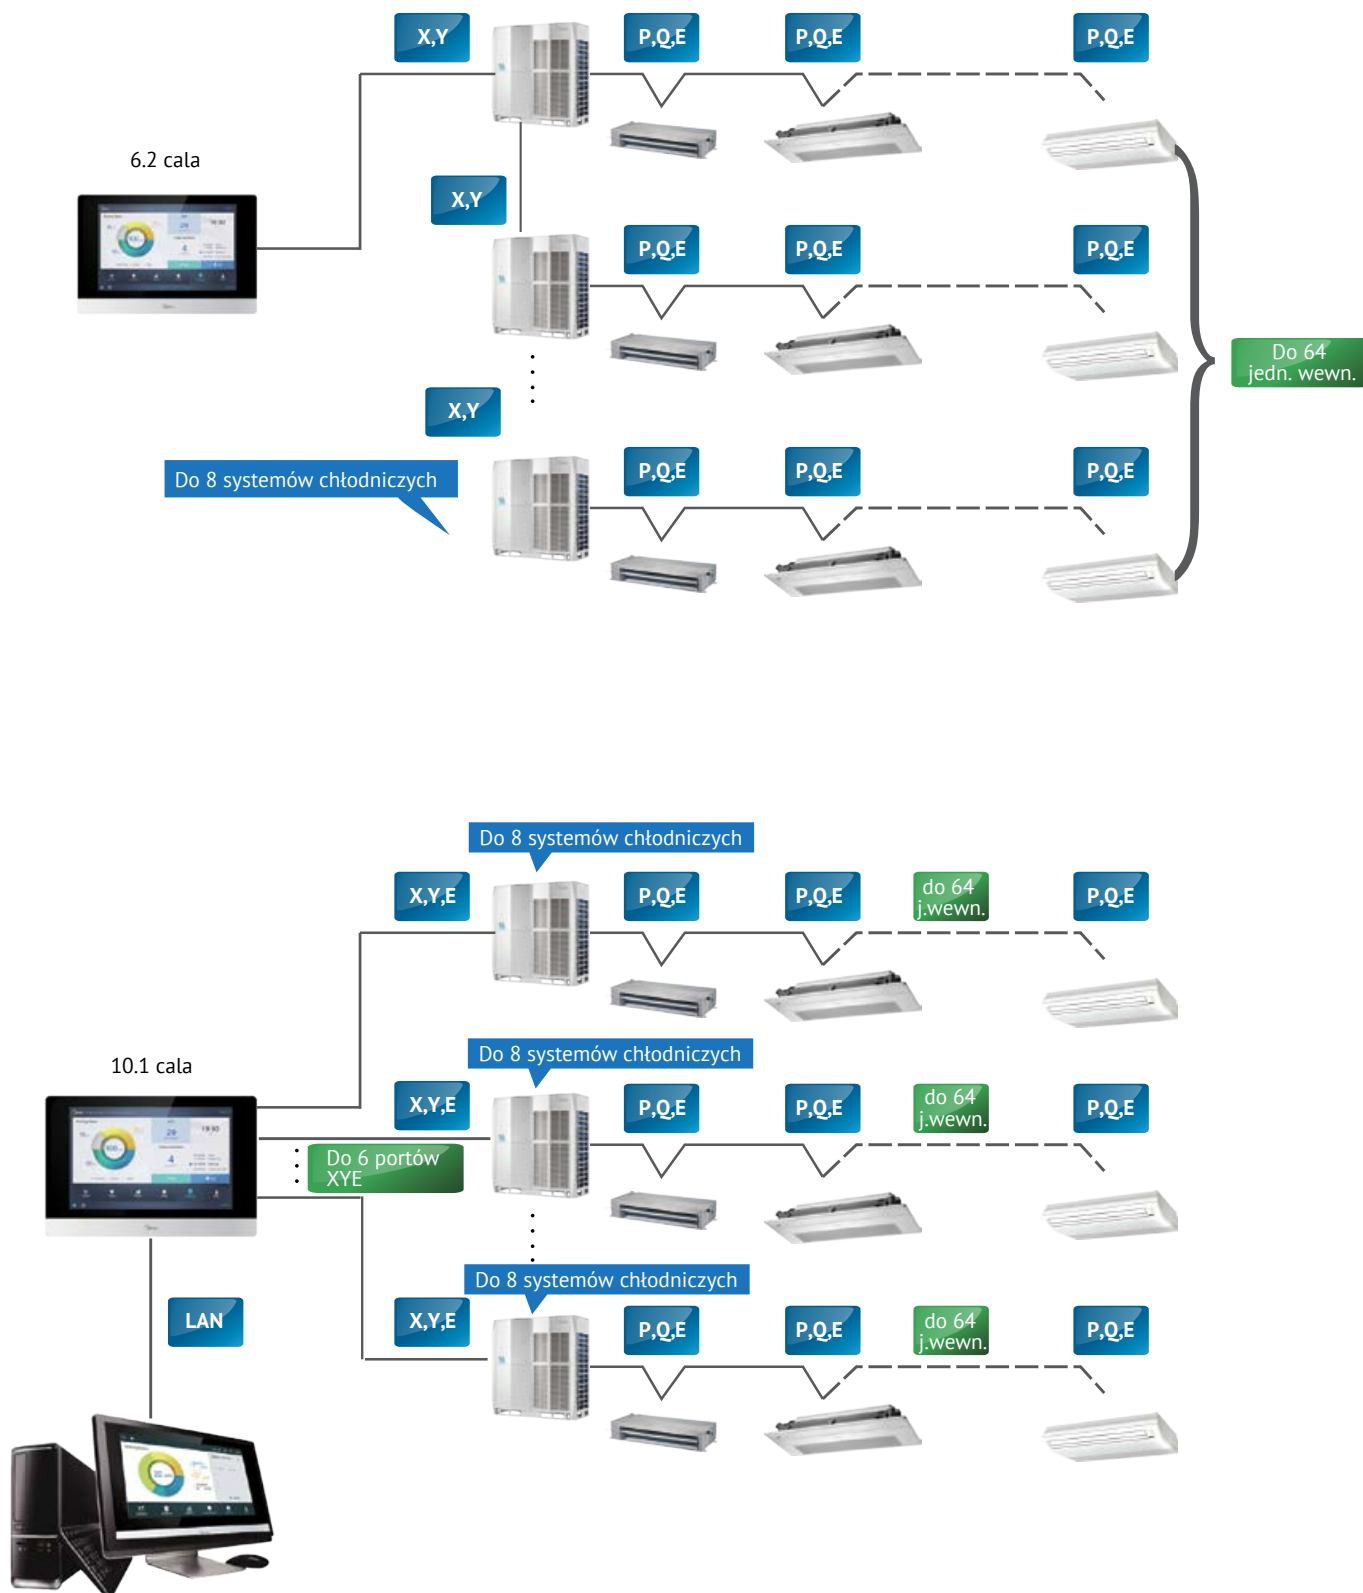 X,Y
P,Q,E
P,Q,E
P,Q,E
6.2 cala
X,Y
P,Q,E
P,Q,E
P,Q,E
Do 64
jedn. wewn.
X,Y
Do 8 systemów chłodniczych
P,Q,E
P,Q,E
P,Q,E
Do 8 systemów chłodniczych
X,Y,E
P,Q,E
P,Q,E
do 64
j.wewn.
P,Q,E
10.1 cala
Do 8 systemów chłodniczych
X,Y,E
P,Q,E
P,Q,E
do 64
j.wewn.
P,Q,E
Do 6 portów
XYE
Do 8 systemów chłodniczych
LAN
X,Y,E
P,Q,E
P,Q,E
do 64
j.wewn.
P,Q,E